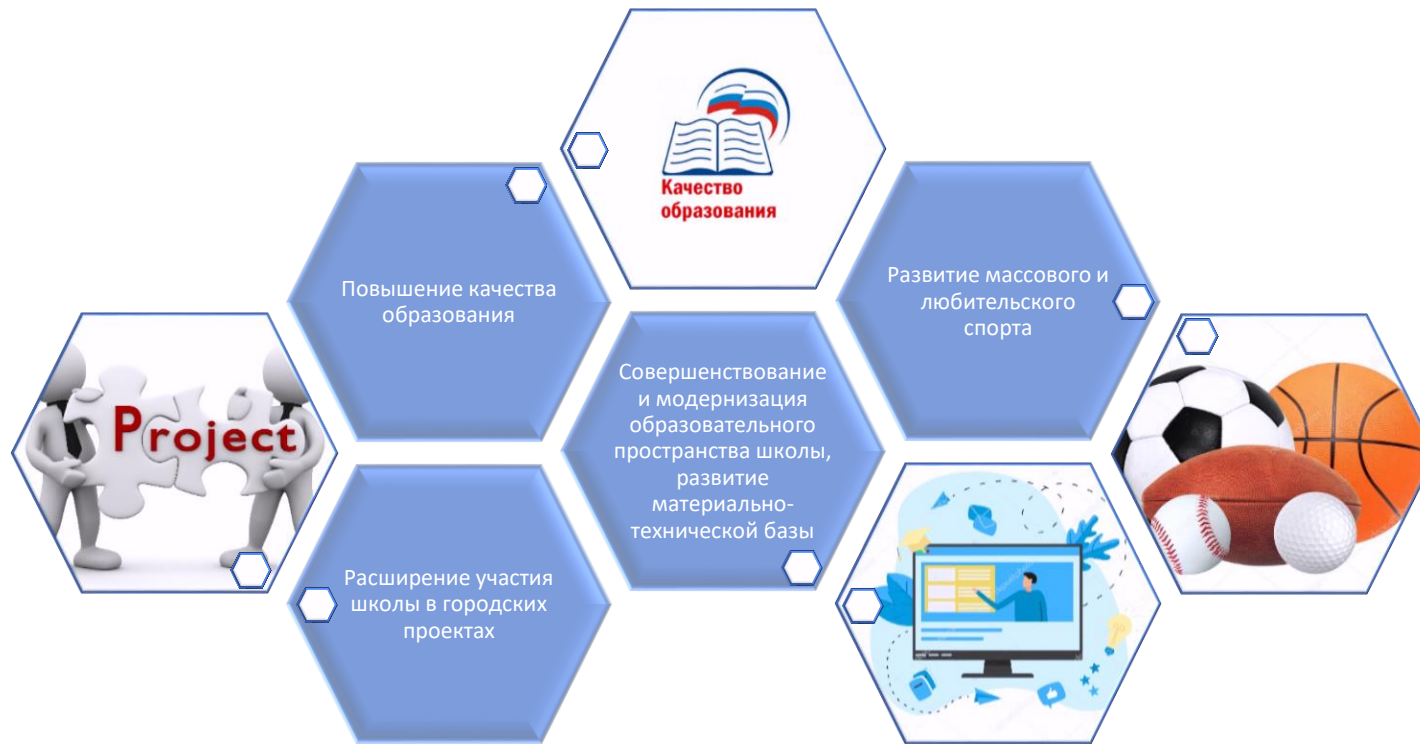 Качество
образования
Повышение качества
образования
Развитие массового и
любительского
спорта
Project
Совершенствование
и модернизация
образовательного
пространства школы,
развитие
материально-
технической базы
Расширение участия
школы в городских
проектах